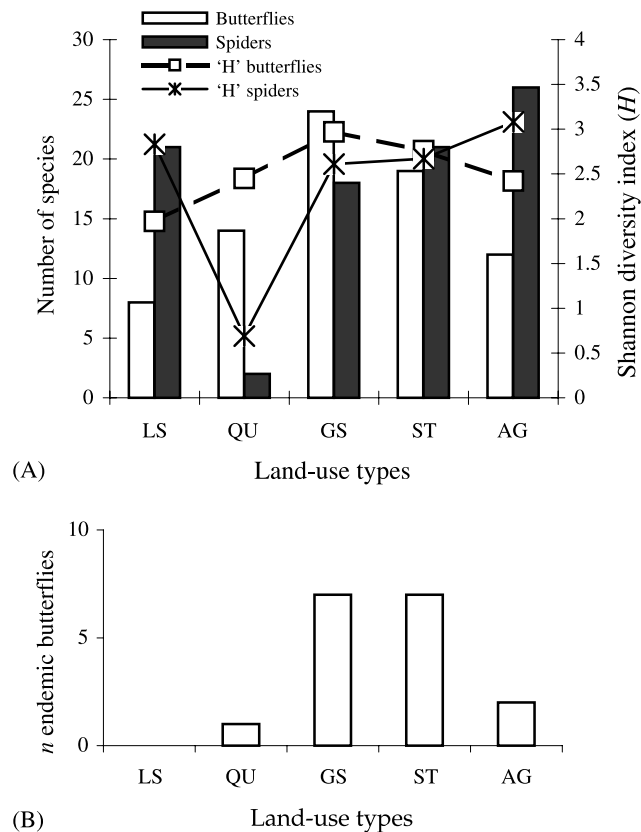 (A)
Butterflies
Spiders
‘H’ butterflies
‘H’ spiders
Number of species
30
25
20
15
10
5
0
Shannon diversity index (H)
4
3.5
3
2.5
2
1.5
1
0.5
0
LS QU GS ST AG
Land-use types
(B)
n endemic butterflies
10
5
0
LS QU GS ST AG
Land-use types